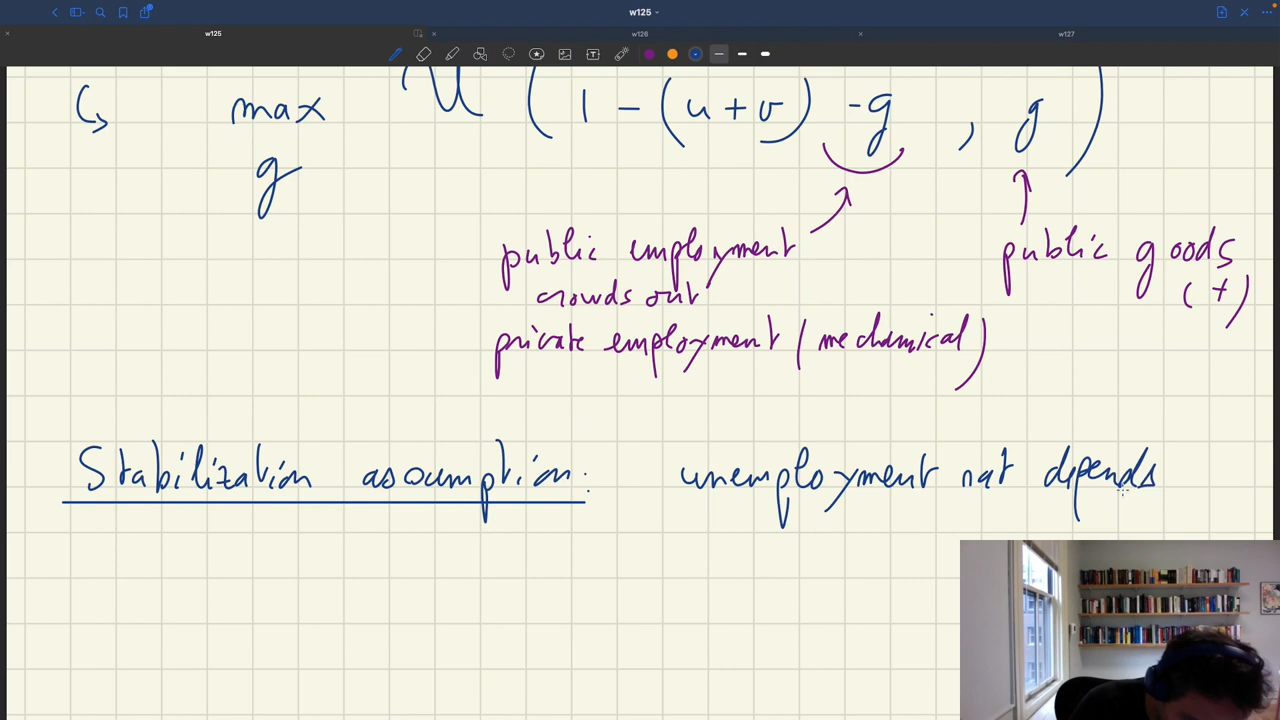 w125
w125 w126 w127
↳ max U ( 1 - (u + v) - g , g )
g
public employment public goods
crowds out (+)
private employment (mechanical)
Stabilization assumption: unemployment rat depends